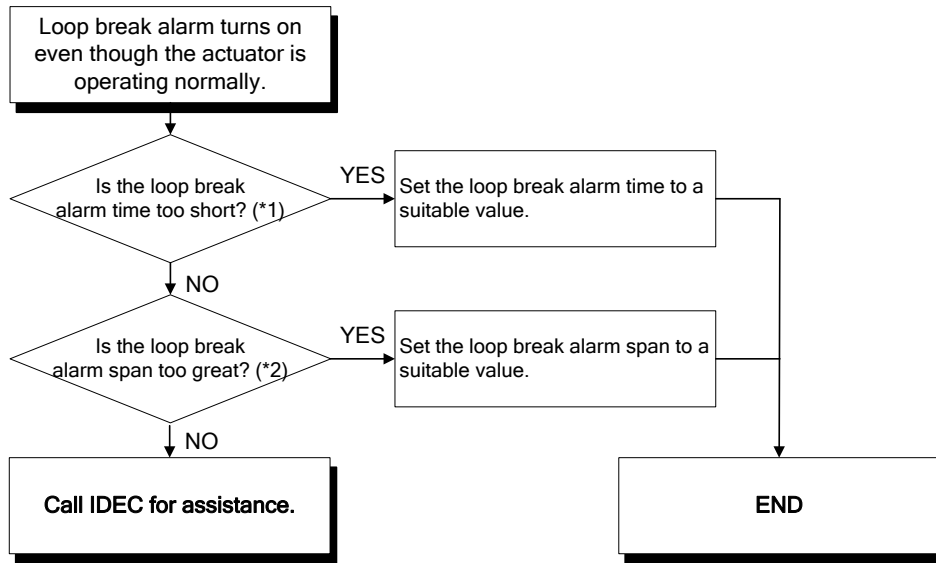 Loop break alarm turns on
even though the actuator is
operating normally.
Is the loop break
alarm time too short? (*1)
YES
Set the loop break alarm time to a
suitable value.
NO
Is the loop break
alarm span too great? (*2)
YES
Set the loop break alarm span to a
suitable value.
NO
Call IDEC for assistance.
END